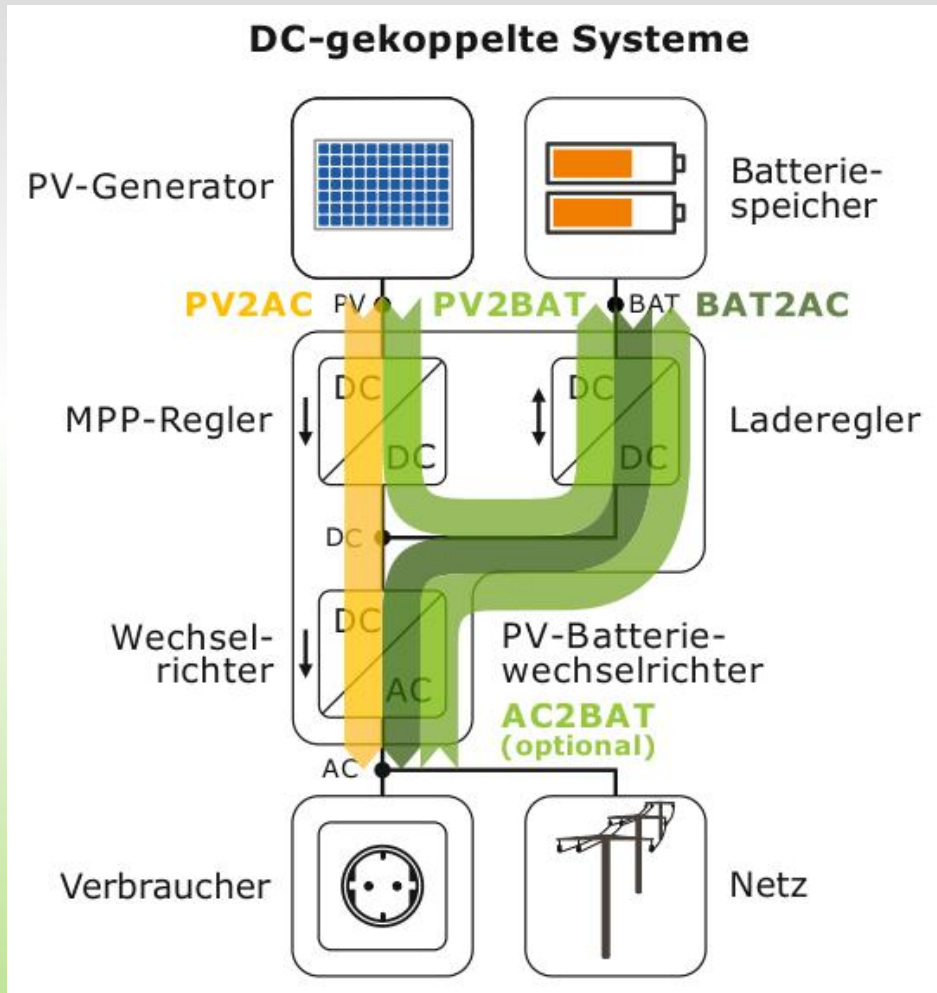 DC-gekoppelte Systeme
PV-Generator
Batterie-
speicher
PV2AC
PV
PV2BAT
BAT
BAT2AC
MPP-Regler
DC
DC
DC
DC
Laderegler
DC
Wechsel-
richter
DC
AC
PV-Batterie-
wechselrichter
AC2BAT
(optional)
AC
Verbraucher
Netz